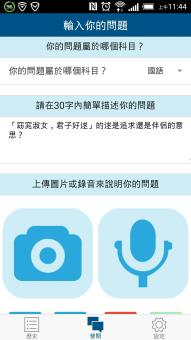 96 上午 11:44
輸入你的問題
你的問題屬於哪個科目？
你的問題屬於哪個科目？ 國語
請在30字內簡單描述你的問題
「窈窕淑女，君子好逑」的逑是追求還是伴侶的意
思？
上傳圖片或錄音來說明你的問題
歷史 發問 設定